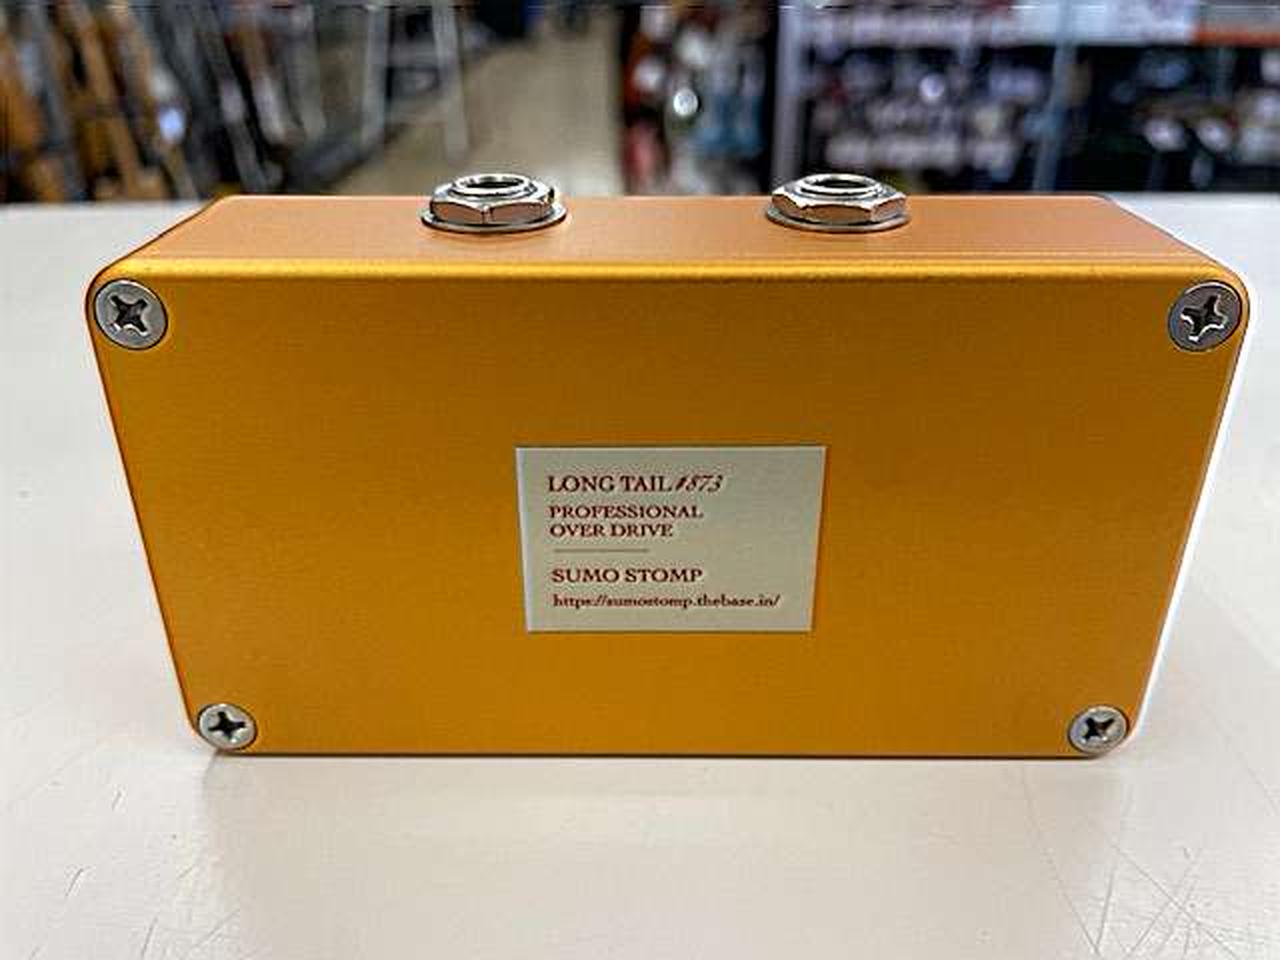 LONG TAIL #873
PROFESSIONAL
OVER DRIVE
SUMO STOMP
https://sumostomp.thebase.in/